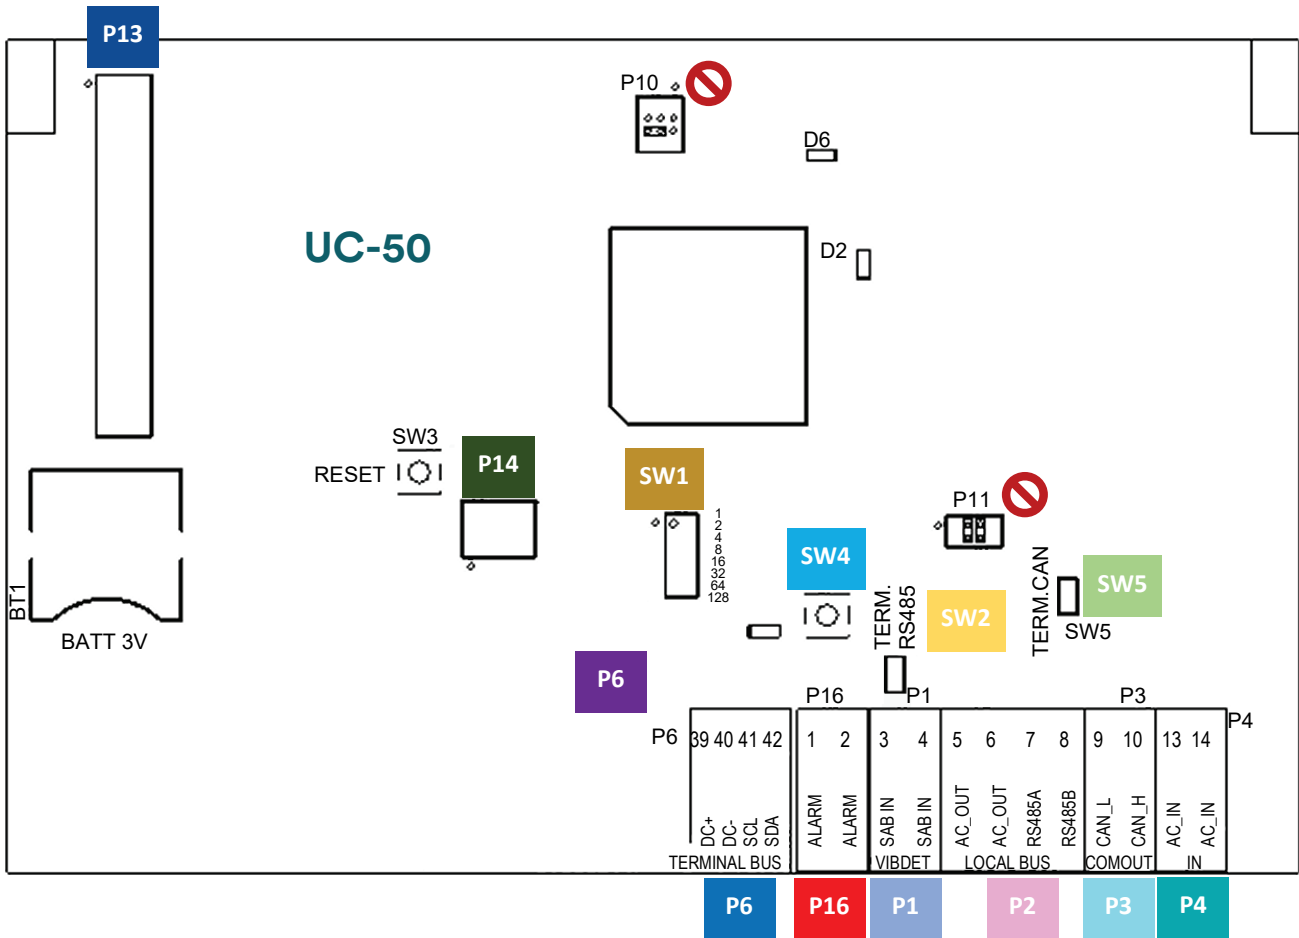 P13
P10
D6
UC-50
D2
SW3
RESET
P14
SW1
1
2
4
8
16
32
64
128
P11
SW4
TERM.
RS485
SW2
TERM.CAN
SW5
SW5
BT1
BATT 3V
P6
P16
P1
P3
P6
39 40 41 42
1 2
3 4
5 6 7 8
9 10
13 14
P4
DC+
DC-
SCL
SDA
ALARM
ALARM
SAB IN
SAB IN
AC_OUT
AC_OUT
RS485A
RS485B
CAN_L
CAN_H
AC_IN
AC_IN
TERMINAL BUS
VIBDET
LOCAL BUS
COMOUT
IN
P6
P16
P1
P2
P3
P4